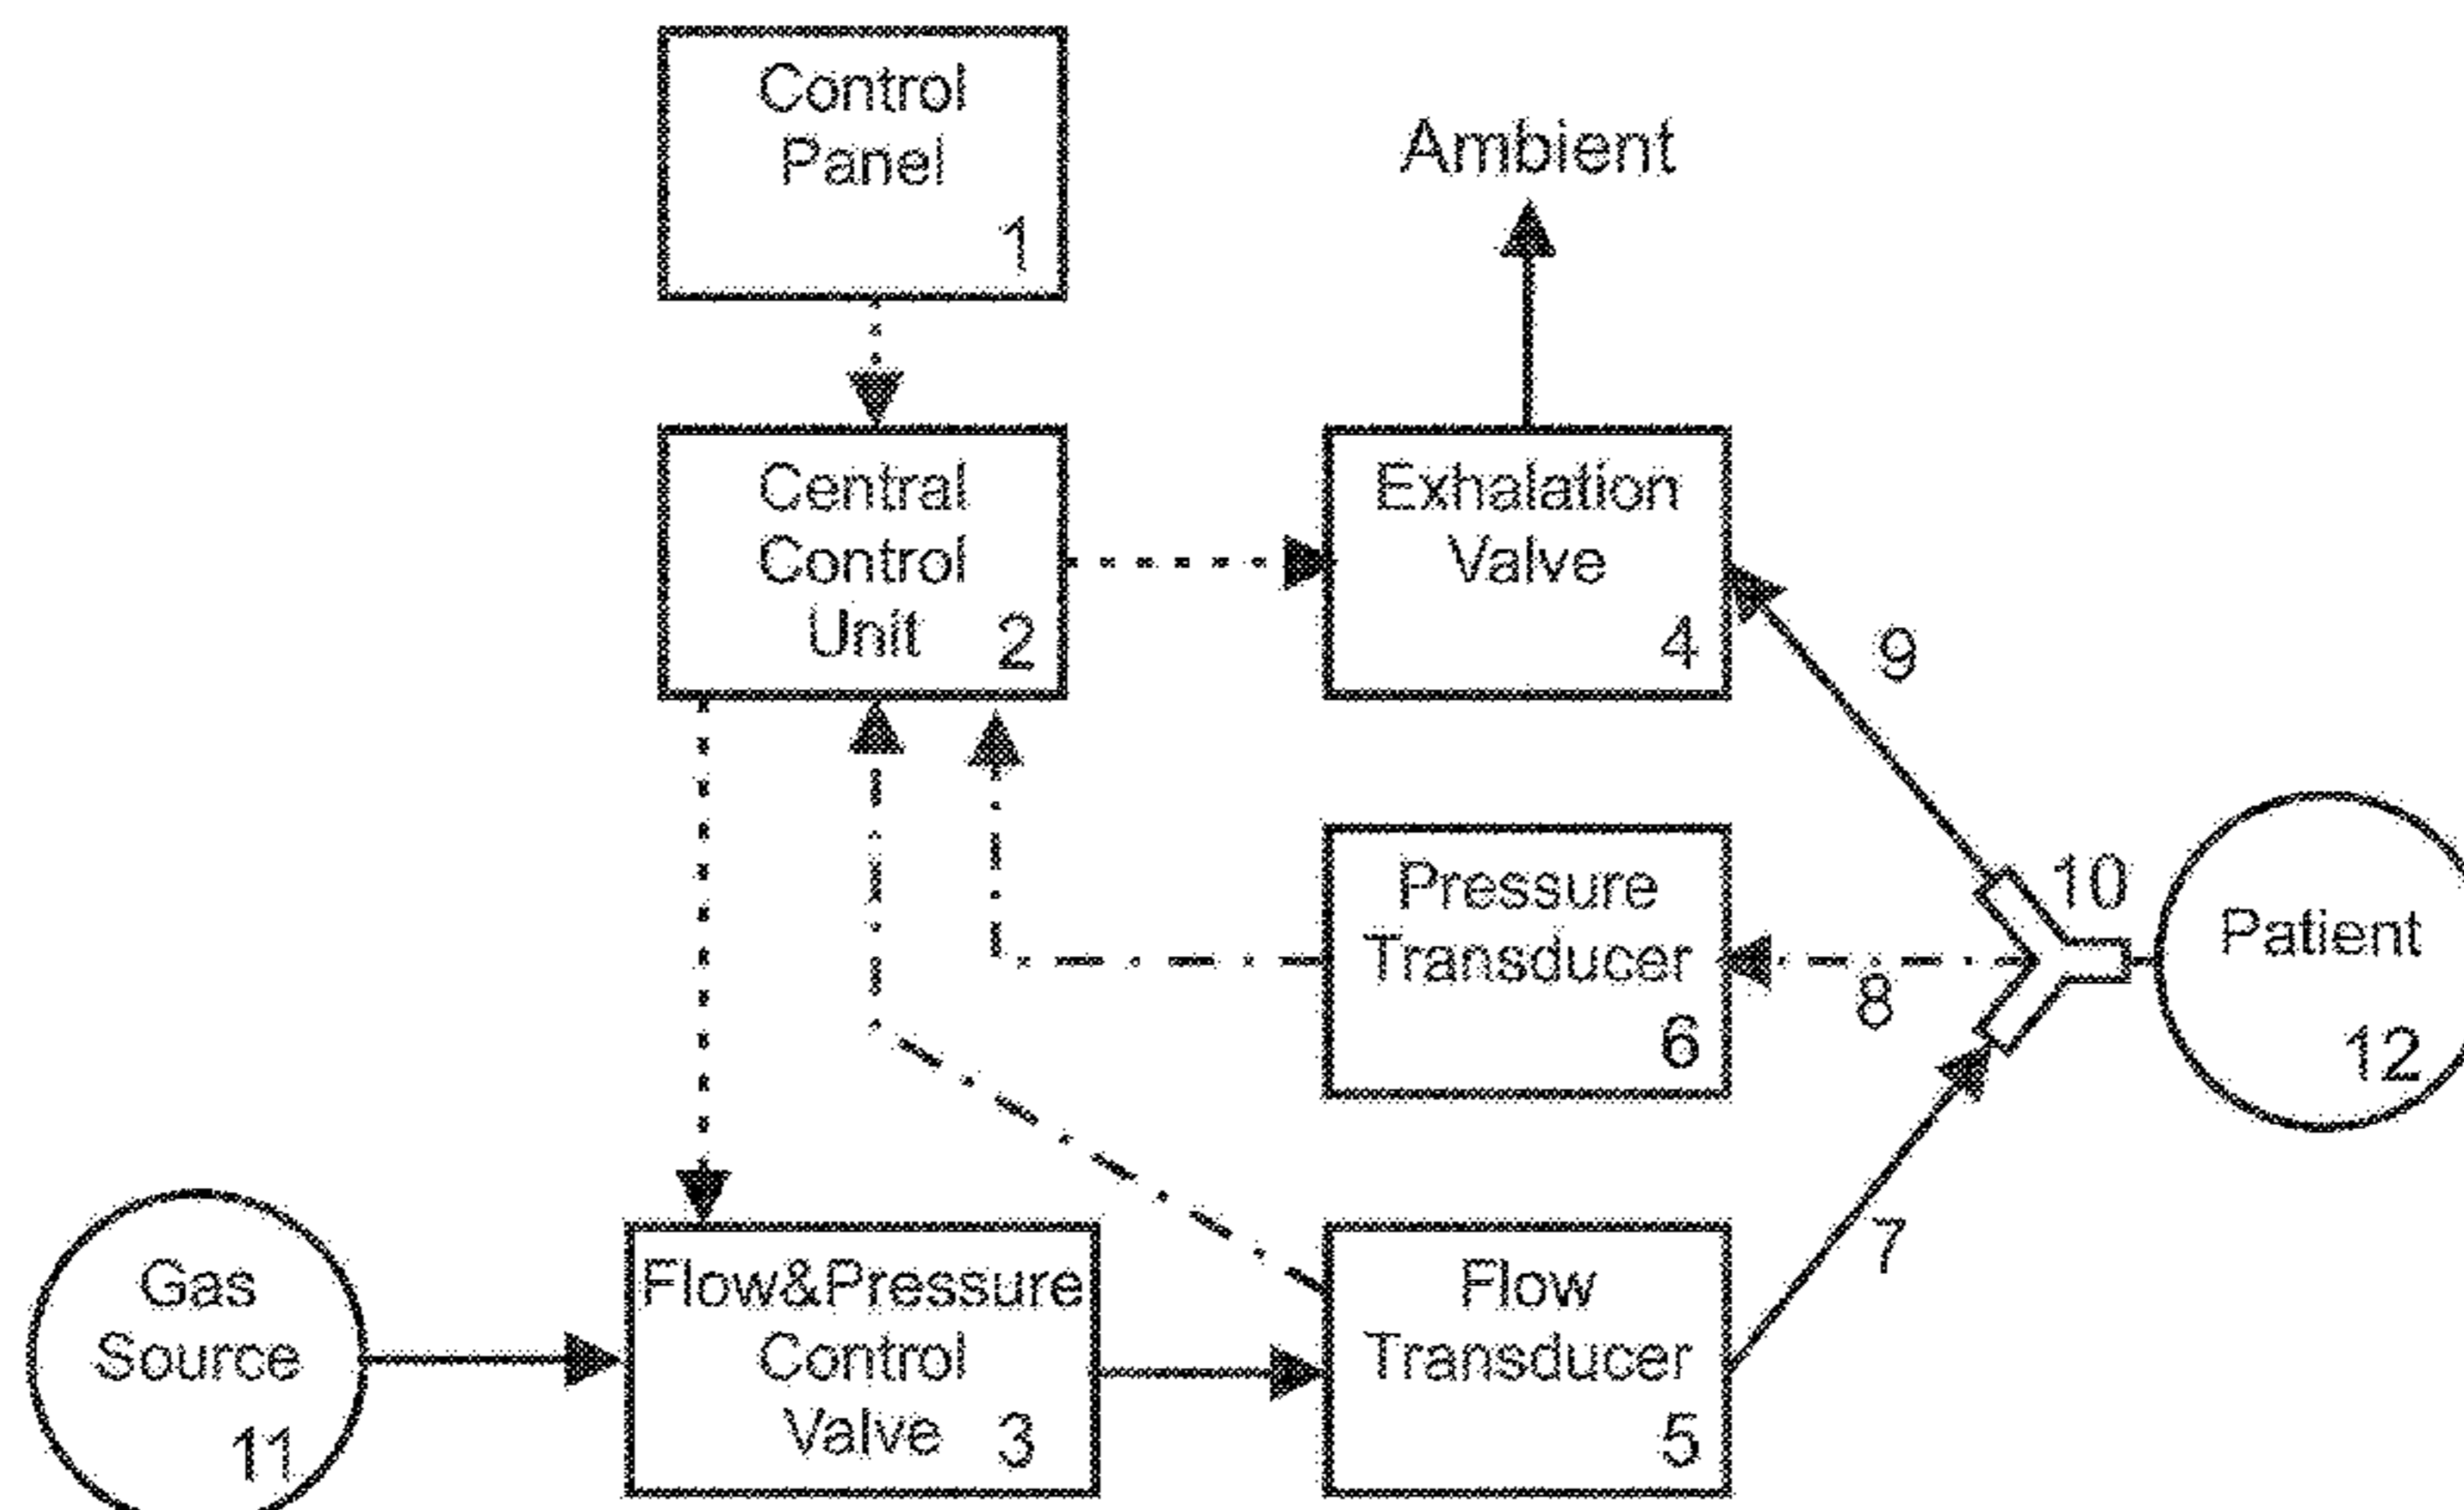 Control
Panel
1
Ambient
Central
Control
Unit 2
Exhalation
Valve
4
9
Pressure
Transducer
6
8
10
Patient
12
7
Gas
Source
11
Flow&Pressure
Control
Valve 3
Flow
Transducer
5